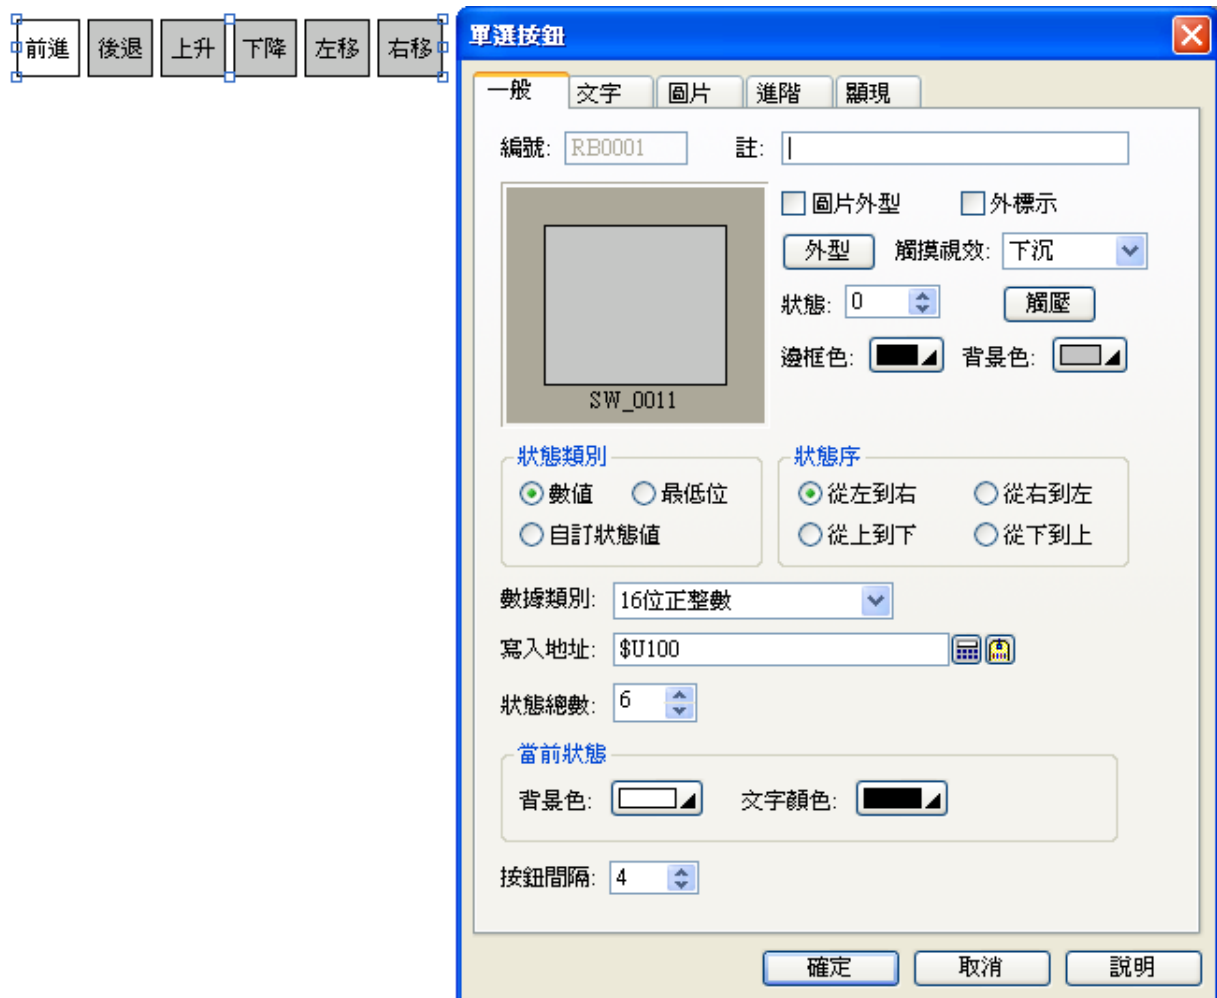 前進 後退 上升 下降 左移 右移
單選按鈕
一般 文字 圖片 進階 顯現
編號: RB0001 註:
圖片外型 外標示
外型 觸摸視效: 下沉
狀態: 0 觸壓
邊框色: 背景色:
SW_0011
狀態類別 狀態序
數值 最低位 從左到右 從右到左
自訂狀態值 從上到下 從下到上
數據類別: 16位正整數
寫入地址: $U100
狀態總數: 6
當前狀態
背景色: 文字顏色:
按鈕間隔: 4
確定 取消 說明